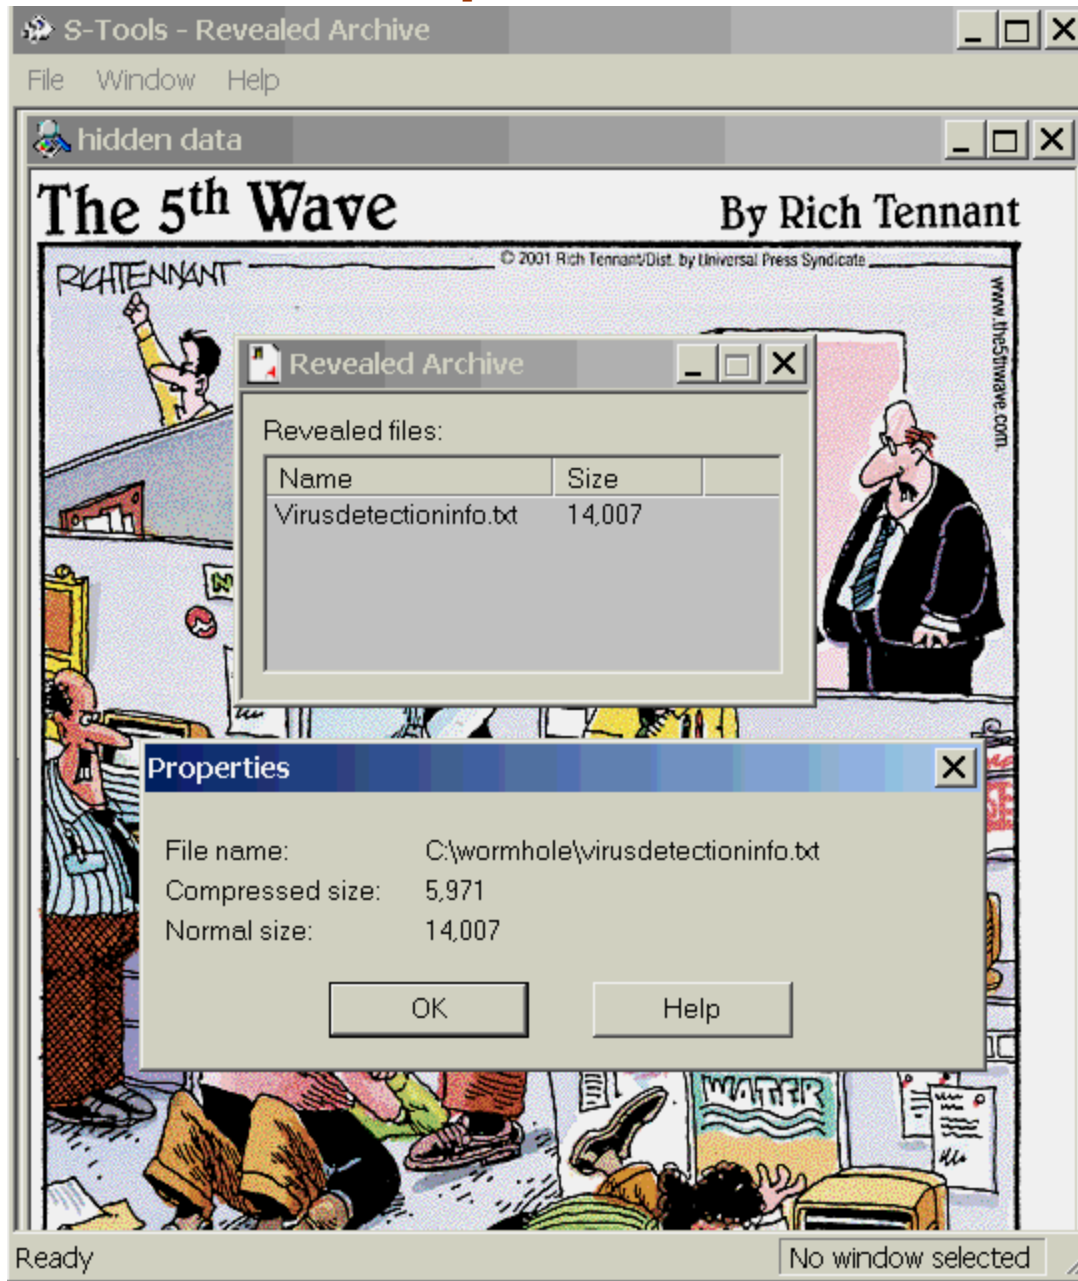 S-Tools - Revealed Archive
File Window Help
hidden data
The 5th Wave By Rich Tennant
© 2001 Rich Tennant/Dist. by Universal Press Syndicate
RICHTENNANT
www.the5thwave.com.
Revealed Archive
Revealed files:
Name Size
Virusdetectioninfo.txt 14,007
Properties
File name: C:\wormhole\virusdetectioninfo.txt
Compressed size: 5,971
Normal size: 14,007
OK Help
WATER
Ready No window selected